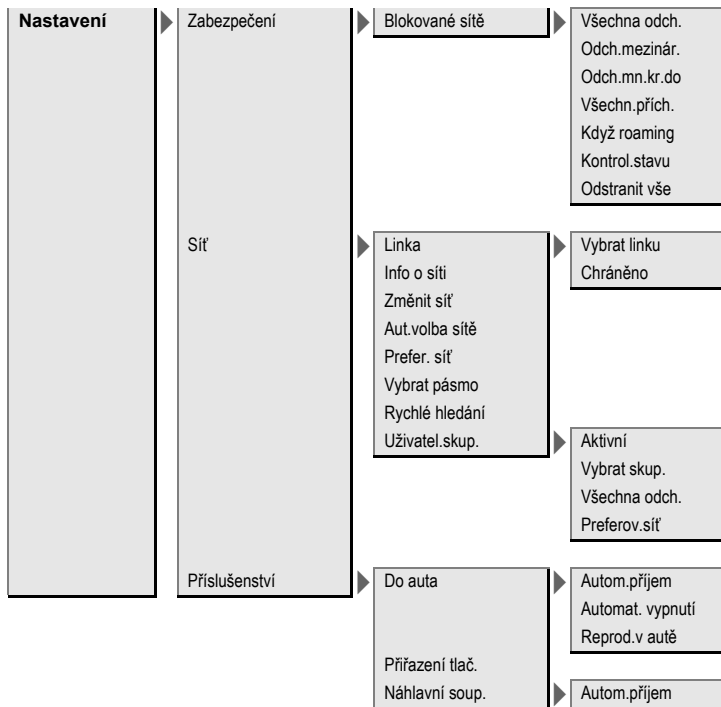 Nastavení
Zabezpečení
Blokované sítě
Všechna odch.
Odch.mezinár.
Odch.mn.kr.do
Všechn.přích.
Když roaming
Kontrol.stavu
Odstranit vše
Síť
Linka
Vybrat linku
Chráněno
Info o síti
Změnit síť
Aut.volba sítě
Prefer. síť
Vybrat pásmo
Rychlé hledání
Uživatel.skup.
Aktivní
Vybrat skup.
Všechna odch.
Preferov.síť
Příslušenství
Do auta
Autom.příjem
Automat. vypnutí
Reprod.v autě
Přiřazení tlač.
Náhlavní soup.
Autom.příjem